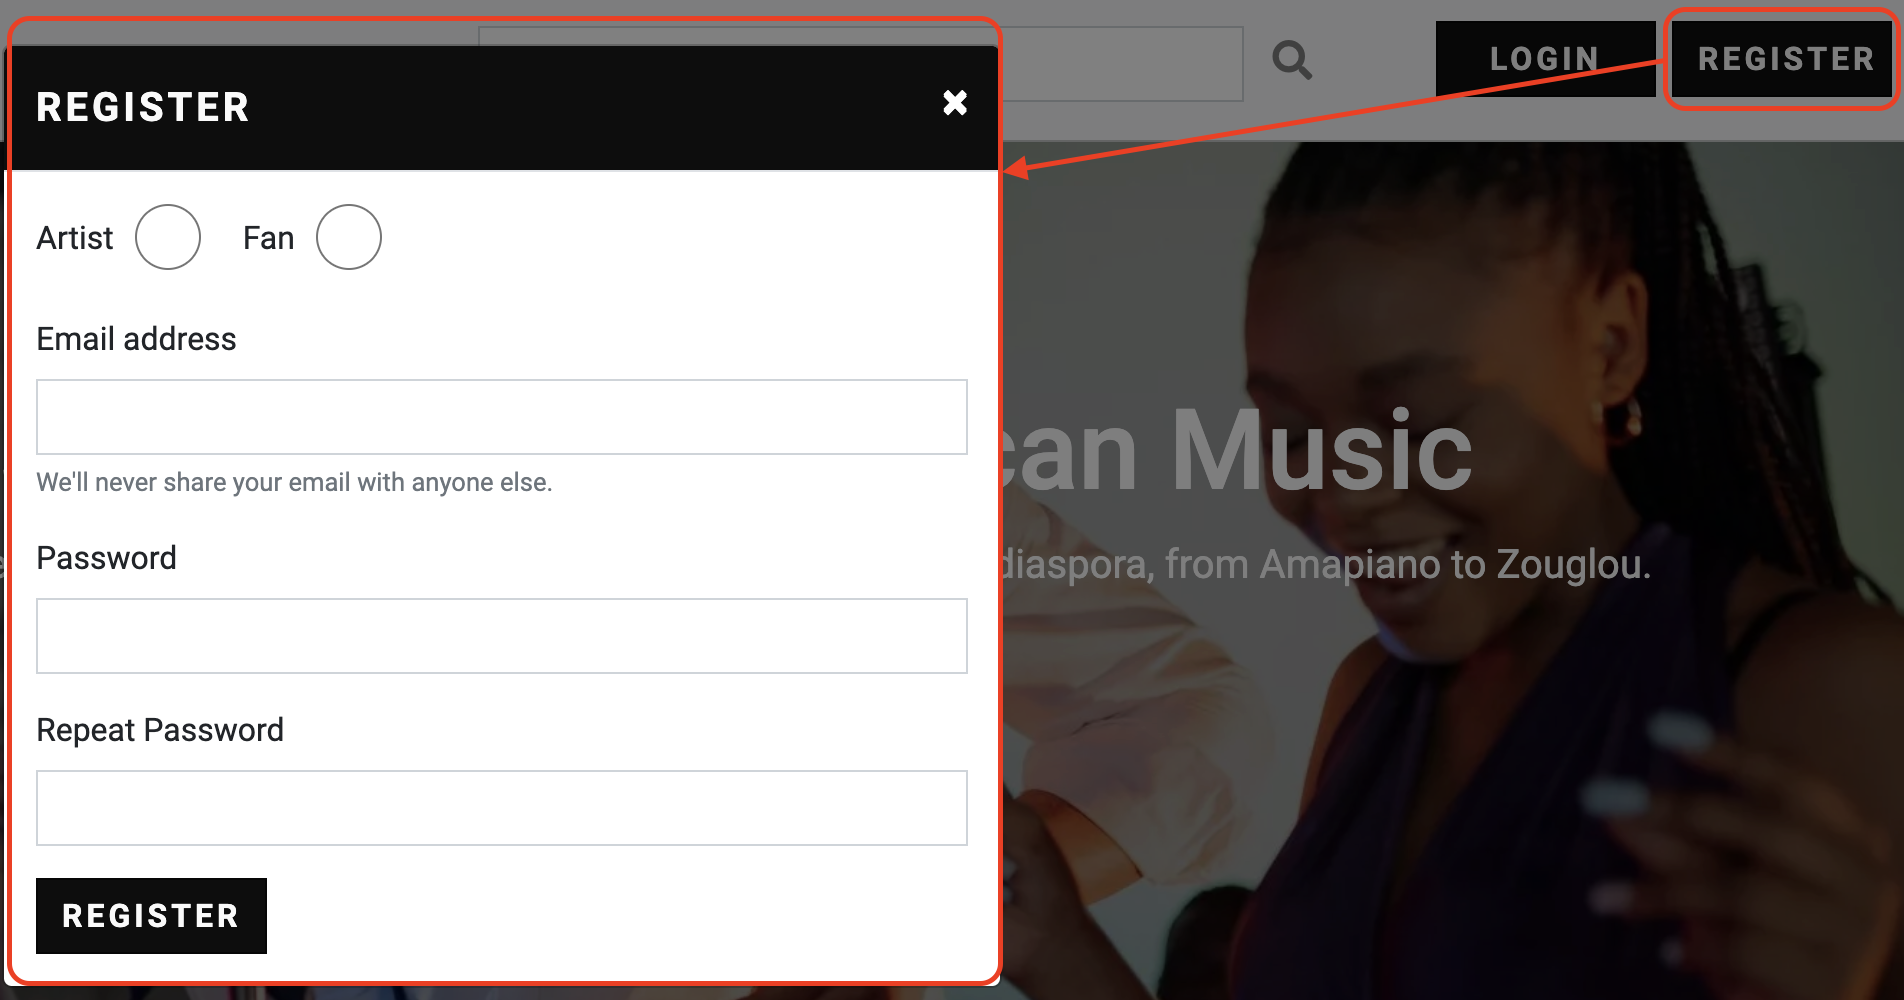 LOGIN
REGISTER
REGISTER
Artist
Fan
Email address
We'll never share your email with anyone else.
Password
Repeat Password
REGISTER
Music
diaspora, from Amapiano to Zouglou.